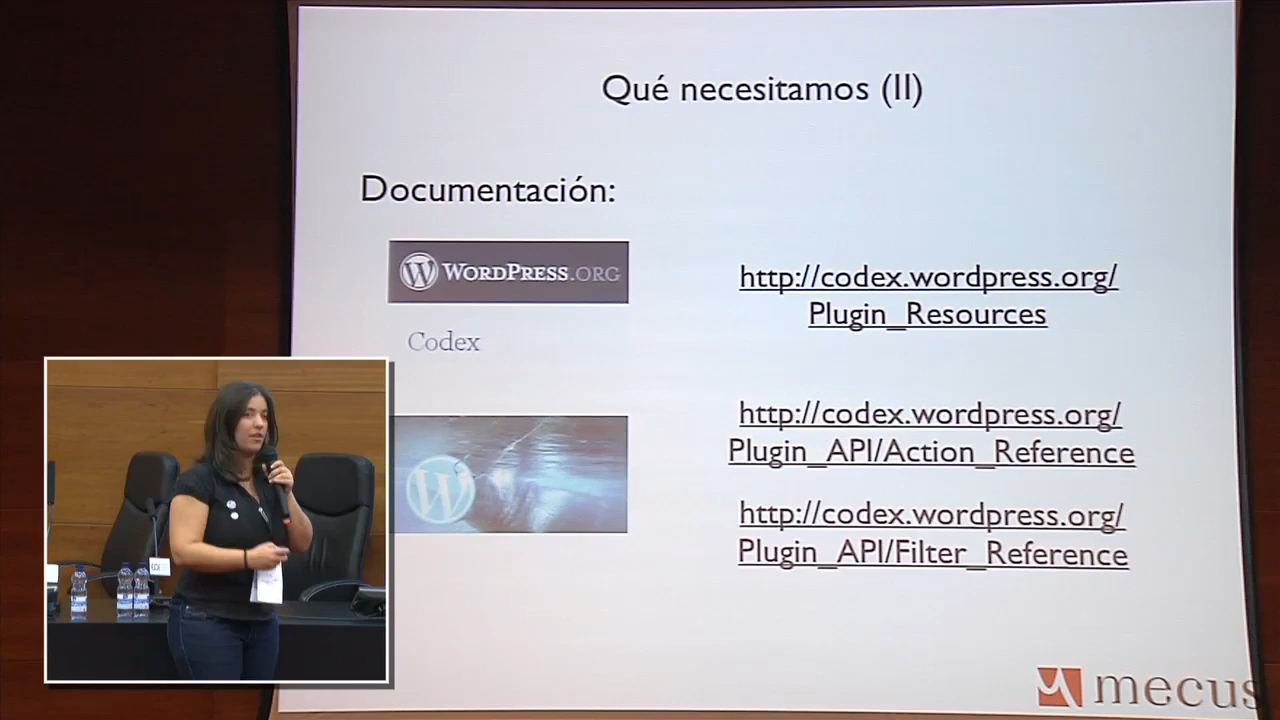 Qué necesitamos (II)
Documentación:
WORDPRESS.ORG
Codex
http://codex.wordpress.org/
Plugin_Resources
http://codex.wordpress.org/
Plugin_API/Action_Reference
http://codex.wordpress.org/
Plugin_API/Filter_Reference
mecus